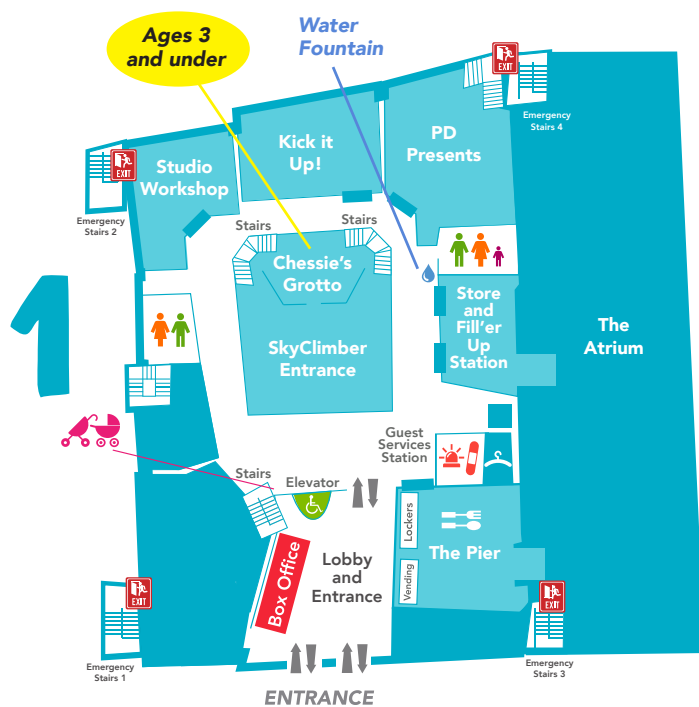 Ages 3
and under
Water
Fountain
EXIT
Emergency
Stairs 4
Kick it
Up!
PD
Presents
Studio
Workshop
EXIT
Emergency
Stairs 2
Stairs
Stairs
Chessie's
Grotto
Store
and
Fill'er
Up
Station
The
Atrium
1
SkyClimber
Entrance
Guest
Services
Station
Stairs
Elevator
Lockers
The Pier
Vending
Lobby
and
Entrance
Box Office
EXIT
Emergency
Stairs 1
EXIT
Emergency
Stairs 3
ENTRANCE